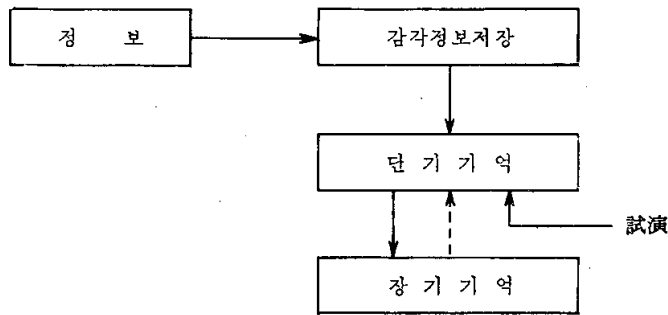 정 보
감각정보저장
단 기 기 억
試演
장 기 기 억